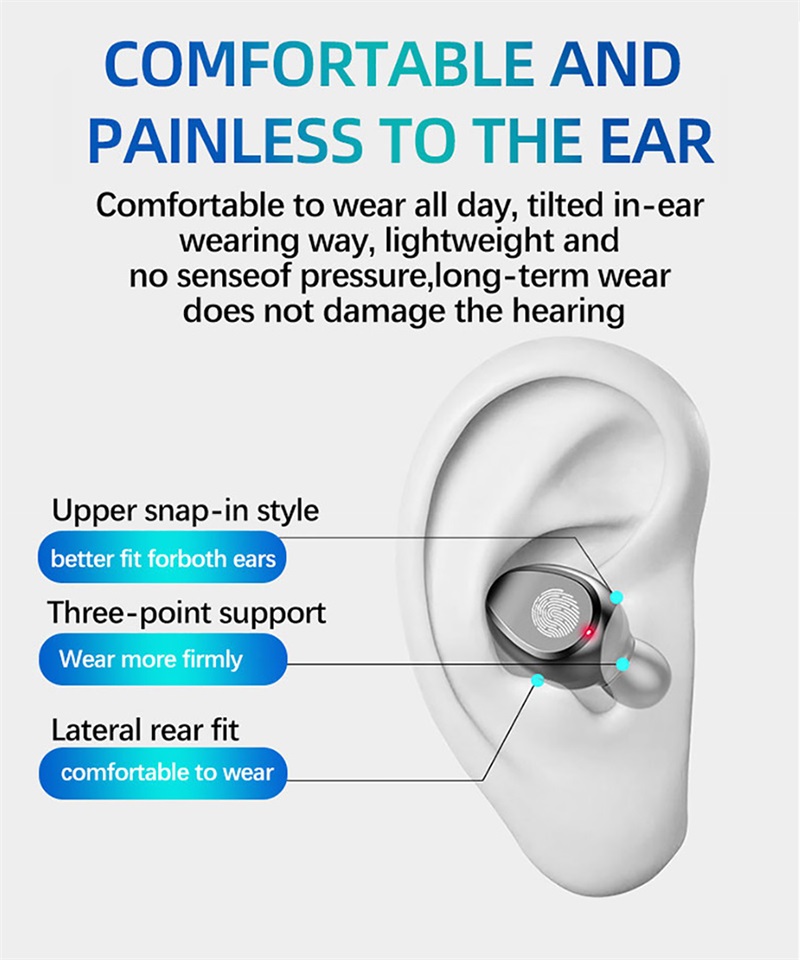 COMFORTABLE AND
PAINLESS TO THE EAR
Comfortable to wear all day, tilted in-ear
wearing way, lightweight and
no senseof pressure,long-term wear
does not damage the hearing
Upper snap-in style
better fit forboth ears
Three-point support
Wear more firmly
Lateral rear fit
comfortable to wear